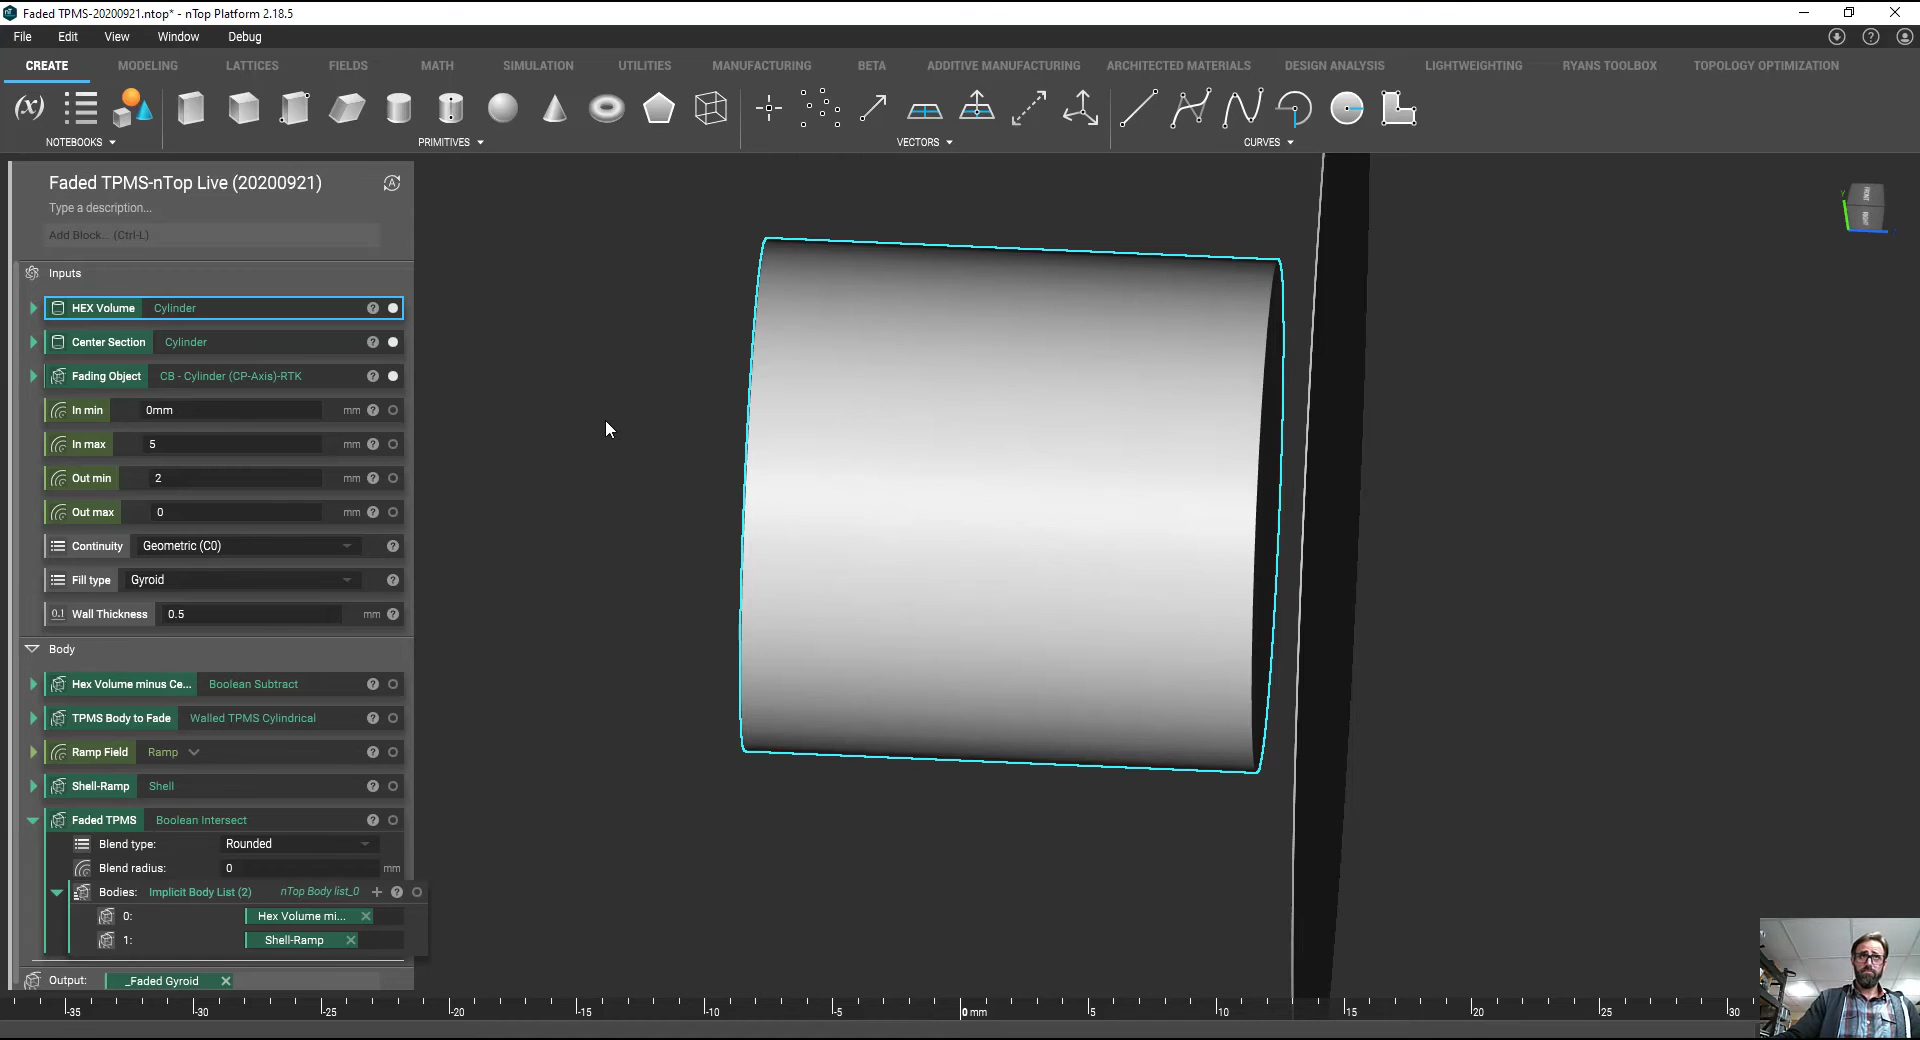 Faded TPMS-20200921.ntop* - nTop Platform 2.18.5
File Edit View Window Debug
CREATE MODELING LATTICES FIELDS MATH SIMULATION UTILITIES MANUFACTURING BETA ADDITIVE MANUFACTURING ARCHITECTED MATERIALS DESIGN ANALYSIS LIGHTWEIGHTING RYANS TOOLBOX TOPOLOGY OPTIMIZATION
(x)
NOTEBOOKS PRIMITIVES VECTORS CURVES
Faded TPMS-nTop Live (20200921)
Type a description...
Add Block... (Ctrl-L)
Inputs
HEX Volume Cylinder ?
Center Section Cylinder ?
Fading Object CB - Cylinder (CP-Axis)-RTK ?
In min 0mm mm ?
In max 5 mm ?
Out min 2 mm ?
Out max 0 mm ?
Continuity Geometric (C0) ?
Fill type Gyroid ?
0.1 Wall Thickness 0.5 mm ?
Body
Hex Volume minus Ce... Boolean Subtract ?
TPMS Body to Fade Walled TPMS Cylindrical ?
Ramp Field Ramp ?
Shell-Ramp Shell ?
Faded TPMS Boolean Intersect ?
Blend type: Rounded
Blend radius: 0 mm
Bodies: Implicit Body List (2) nTop Body list_0 + ?
0: Hex Volume mi... ×
1: Shell-Ramp ×
Output: _Faded Gyroid ×
-35 -30 -25 -20 -15 -10 -5 0 mm 5 10 15 20 25 30
Y
FRONT
RIGHT